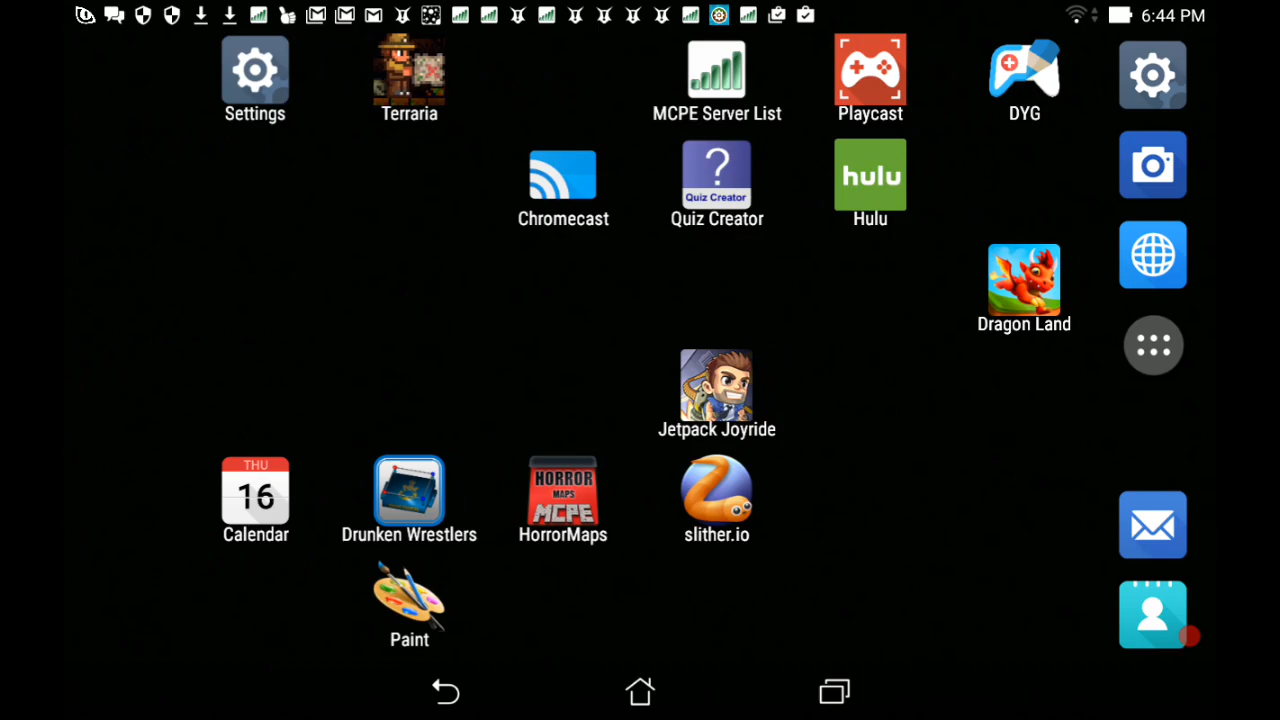 6:44 PM
Settings
Terraria
MCPE Server List
Playcast
DYG
Chromecast
?
Quiz Creator
Quiz Creator
hulu
Hulu
Dragon Land
Jetpack Joyride
THU
16
Calendar
Drunken Wrestlers
HORROR
MAPS
MCPE
HorrorMaps
slither.io
Paint